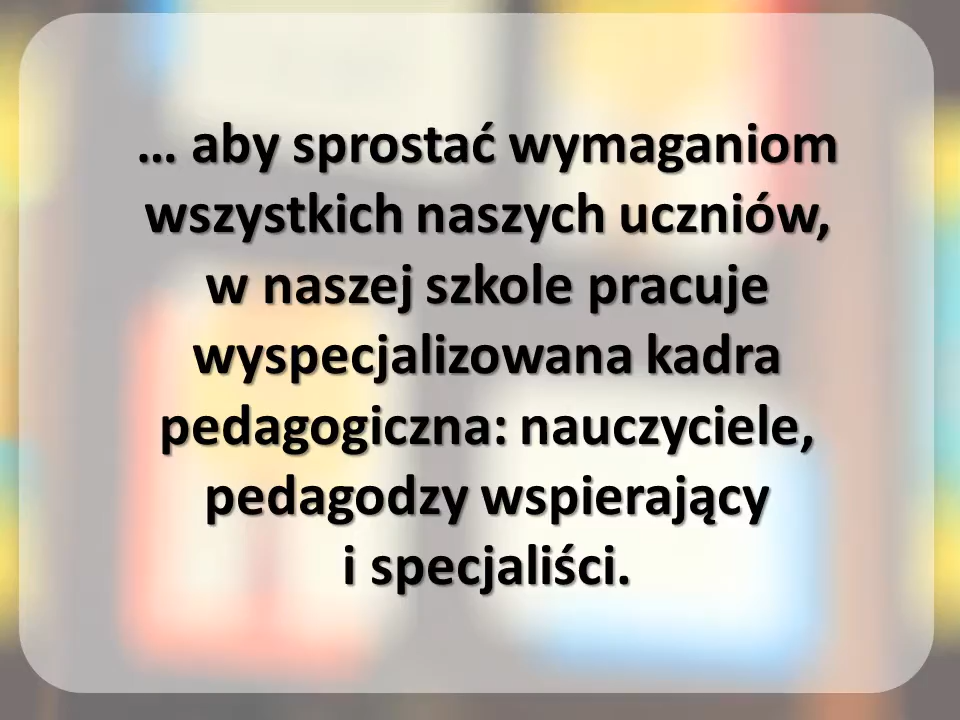 … aby sprostać wymaganiom
wszystkich naszych uczniów,
w naszej szkole pracuje
wyspecjalizowana kadra
pedagogiczna: nauczyciele,
pedagodzy wspierający
i specjaliści.